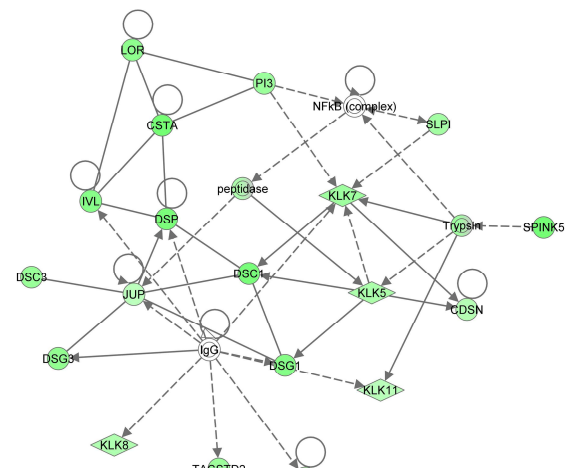 LOR
PI3
NFkB (complex)
SLPI
CSTA
peptidase
KLK7
IVL
DSP
Trypsin
SPINK5
DSC3
DSC1
JUP
KLK5
CDSN
IgG
DSG3
DSG1
KLK11
KLK8
TACSTD2